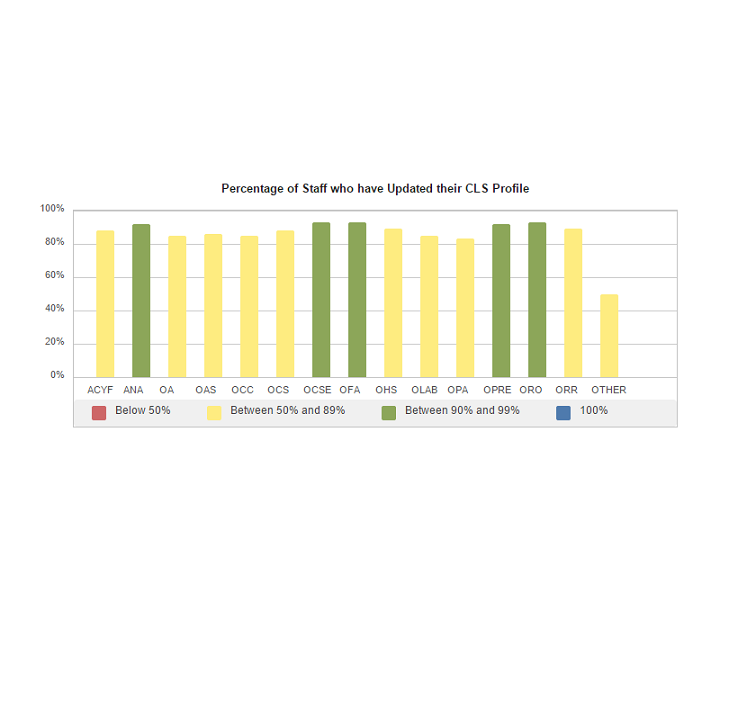 Percentage of Staff who have Updated their CLS Profile
100%
80%
60%
40%
20%
0%
ACYF ANA OA OAS OCC OCS OCSE OFA OHS OLAB OPA OPRE ORO ORR OTHER
Below 50% Between 50% and 89% Between 90% and 99% 100%